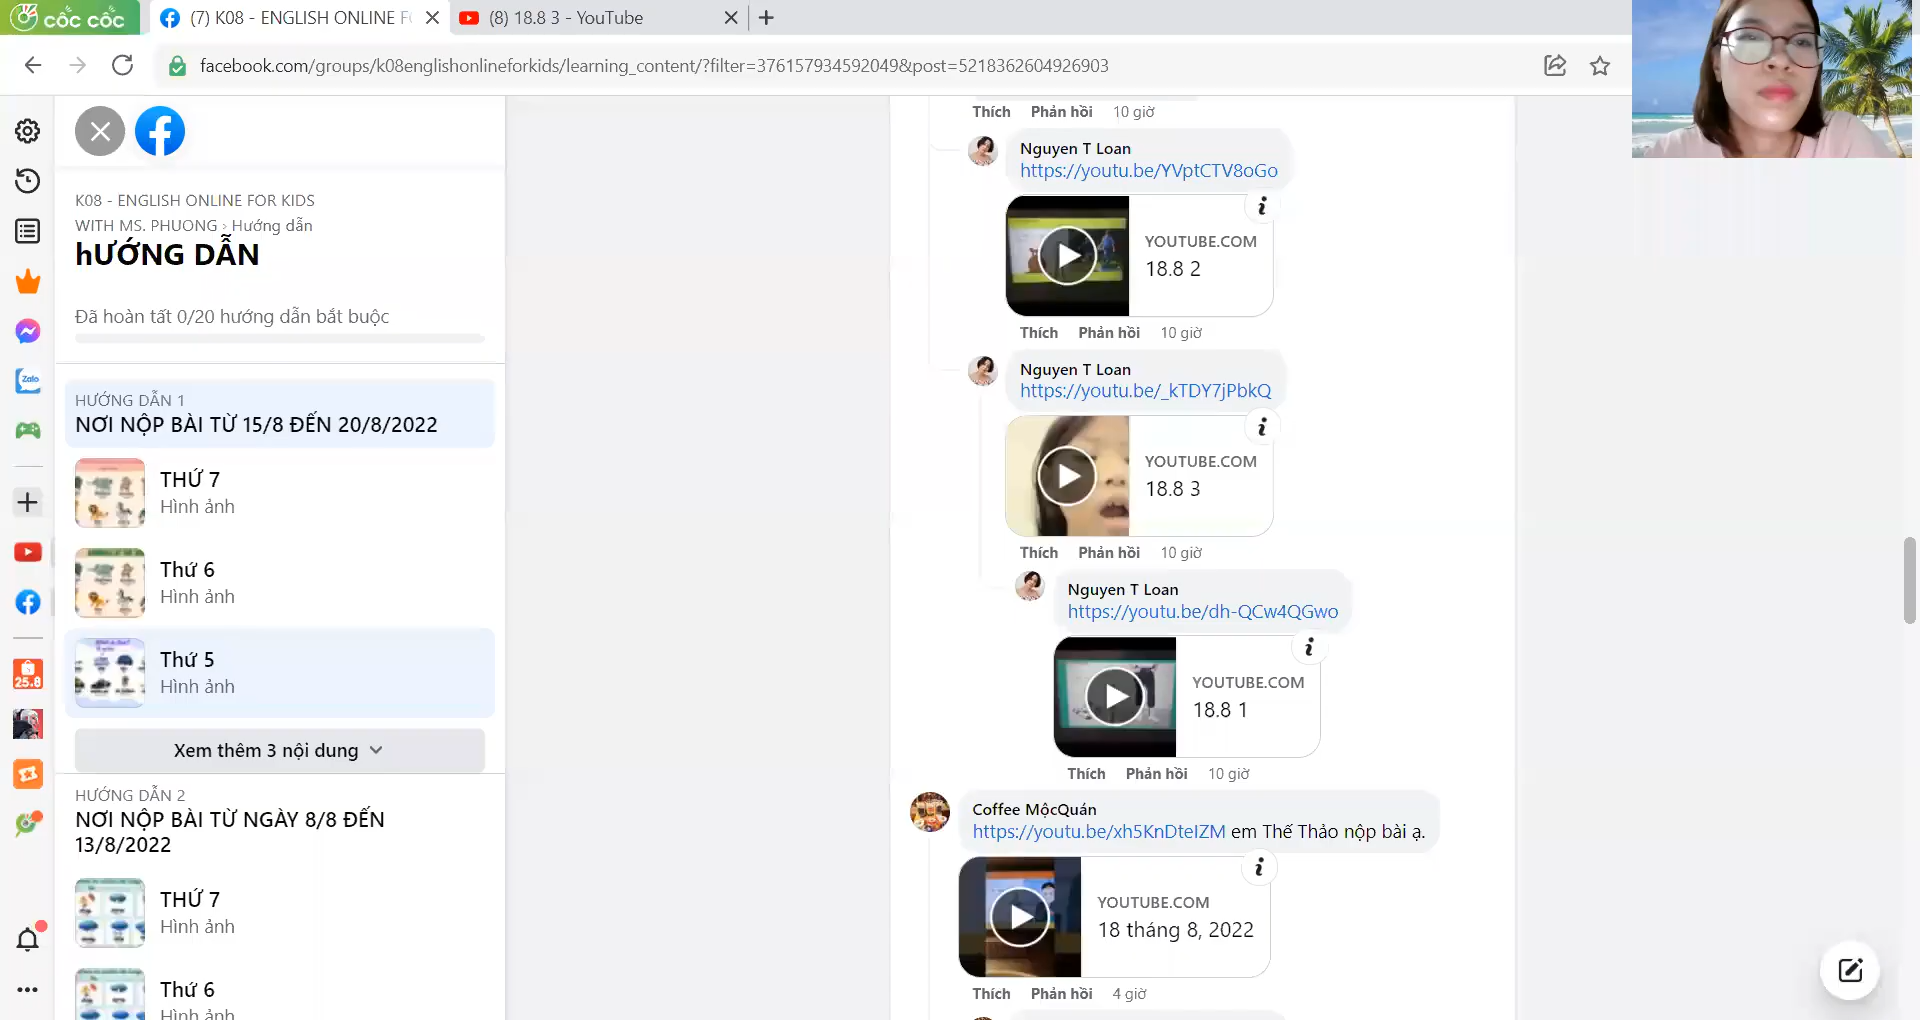 cốc cốc
(7) K08 - ENGLISH ONLINE F
(8) 18.8 3 - YouTube
facebook.com/groups/k08englishonlineforkids/learning_content/?filter=376157934592049&post=5218362604926903
K08 - ENGLISH ONLINE FOR KIDS
WITH MS. PHUONG › Hướng dẫn
hƯỚNG DẪN
Đã hoàn tất 0/20 hướng dẫn bắt buộc
HƯỚNG DẪN 1
NƠI NỘP BÀI TỪ 15/8 ĐẾN 20/8/2022
THỨ 7
Hình ảnh
Thứ 6
Hình ảnh
Thứ 5
Hình ảnh
Xem thêm 3 nội dung
HƯỚNG DẪN 2
NƠI NỘP BÀI TỪ NGÀY 8/8 ĐẾN
13/8/2022
THỨ 7
Hình ảnh
Thứ 6
Hình ảnh
Zalo
25.8
Thích Phản hồi 10 giờ
Nguyen T Loan
https://youtu.be/YVptCTV8oGo
YOUTUBE.COM
18.8 2
Thích Phản hồi 10 giờ
Nguyen T Loan
https://youtu.be/_kTDY7jPbkQ
YOUTUBE.COM
18.8 3
Thích Phản hồi 10 giờ
Nguyen T Loan
https://youtu.be/dh-QCw4QGwo
YOUTUBE.COM
18.8 1
Thích Phản hồi 10 giờ
Coffee MộcQuán
https://youtu.be/xh5KnDteIZM em Thế Thảo nộp bài ạ.
YOUTUBE.COM
18 tháng 8, 2022
Thích Phản hồi 4 giờ